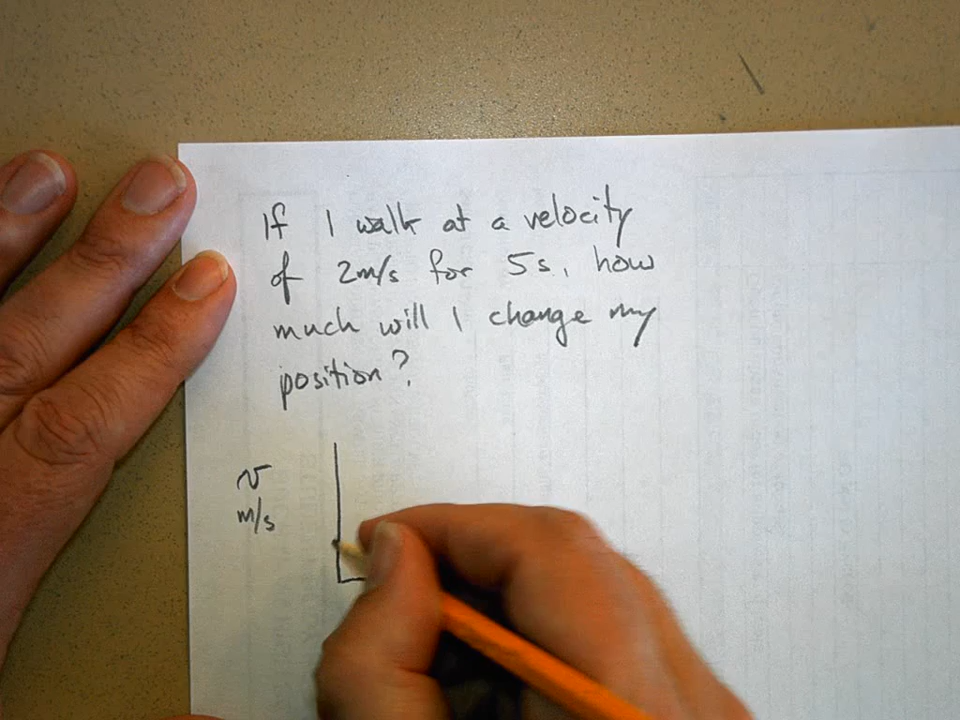 If I walk at a velocity
of 2m/s for 5s, how
much will I change my
position?
v
m/s